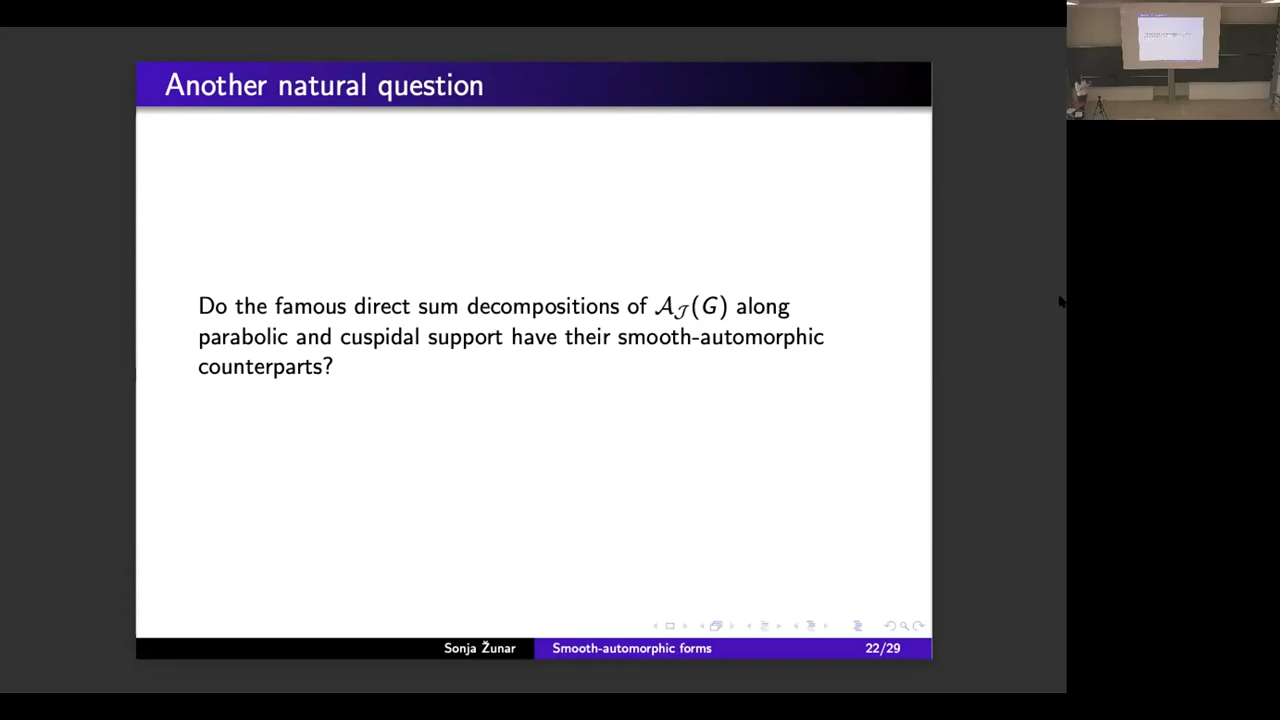 Another natural question
Do the famous direct sum decompositions of 𝒜_𝒥(G) along
parabolic and cuspidal support have their smooth-automorphic
counterparts?
Sonja Žunar
Smooth-automorphic forms
22/29